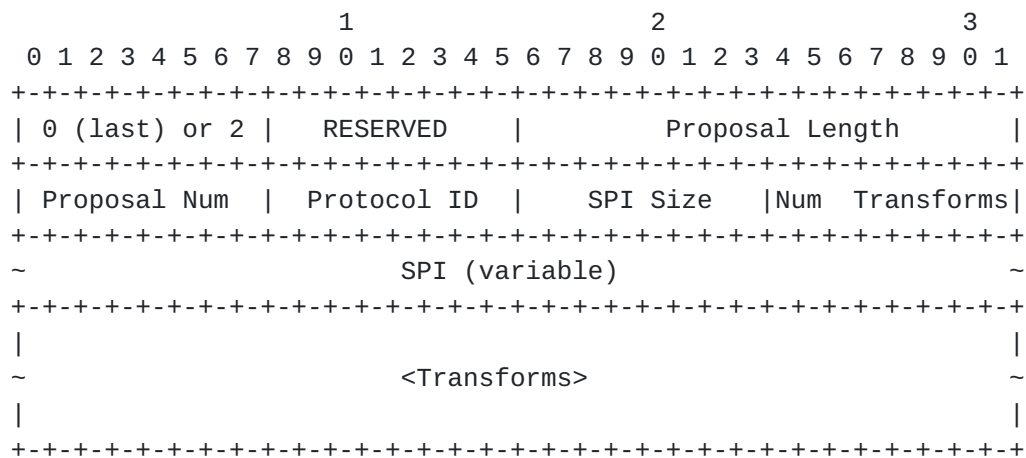 1                   2                   3
 0 1 2 3 4 5 6 7 8 9 0 1 2 3 4 5 6 7 8 9 0 1 2 3 4 5 6 7 8 9 0 1
+-+-+-+-+-+-+-+-+-+-+-+-+-+-+-+-+-+-+-+-+-+-+-+-+-+-+-+-+-+-+-+-+
| 0 (last) or 2 |   RESERVED    |         Proposal Length       |
+-+-+-+-+-+-+-+-+-+-+-+-+-+-+-+-+-+-+-+-+-+-+-+-+-+-+-+-+-+-+-+-+
| Proposal Num  |  Protocol ID  |    SPI Size   |Num  Transforms|
+-+-+-+-+-+-+-+-+-+-+-+-+-+-+-+-+-+-+-+-+-+-+-+-+-+-+-+-+-+-+-+-+
~                        SPI (variable)                         ~
+-+-+-+-+-+-+-+-+-+-+-+-+-+-+-+-+-+-+-+-+-+-+-+-+-+-+-+-+-+-+-+-+
|                                                               |
~                        <Transforms>                           ~
|                                                               |
+-+-+-+-+-+-+-+-+-+-+-+-+-+-+-+-+-+-+-+-+-+-+-+-+-+-+-+-+-+-+-+-+